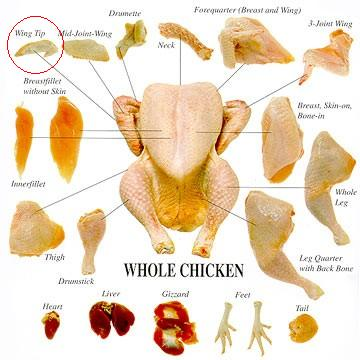 Drumette
Forequarter (Breast and Wing)
Wing Tip
Mid-Joint-Wing
Neck
3-Joint Wing
Breastfillet
without Skin
Breast, Skin-on,
Bone-in
Innerfillet
Whole
Leg
Thigh
Drumstick
WHOLE CHICKEN
Leg Quarter
with Back Bone
Heart
Liver
Gizzard
Feet
Tail